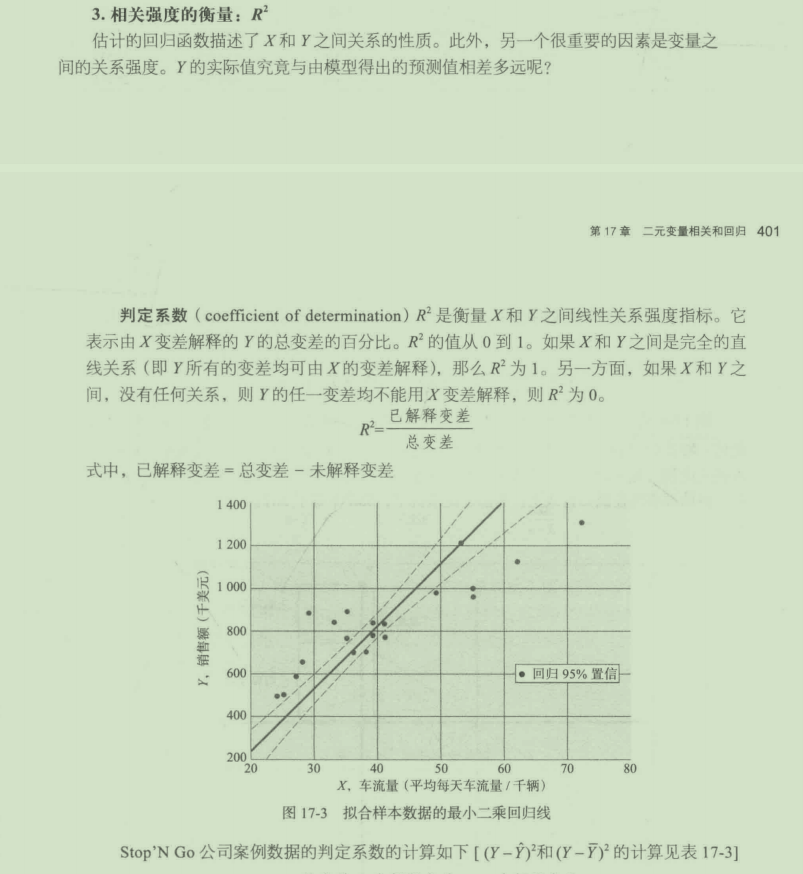 3. 相关强度的衡量：R²
估计的回归函数描述了 X 和 Y 之间关系的性质。此外，另一个很重要的因素是变量之
间的关系强度。Y 的实际值究竟与由模型得出的预测值相差多远呢？
第 17 章 二元变量相关和回归 401
判定系数（coefficient of determination）R² 是衡量 X 和 Y 之间线性关系强度指标。它
表示由 X 变差解释的 Y 的总变差的百分比。R² 的值从 0 到 1。如果 X 和 Y 之间是完全的直
线关系（即 Y 所有的变差均可由 X 的变差解释），那么 R² 为 1。另一方面，如果 X 和 Y 之
间，没有任何关系，则 Y 的任一变差均不能用 X 变差解释，则 R² 为 0。
R²=已解释变差
总变差
式中，已解释变差 = 总变差 − 未解释变差
1 400
1 200
1 000
800
600
400
200
Y，销售额（千美元）
回归 95% 置信
20 30 40 50 60 70 80
X，车流量（平均每天车流量 / 千辆）
图 17-3 拟合样本数据的最小二乘回归线
Stop’N Go 公司案例数据的判定系数的计算如下 [ (Y−Ŷ)²和 (Y−Y̅)² 的计算见表 17-3]